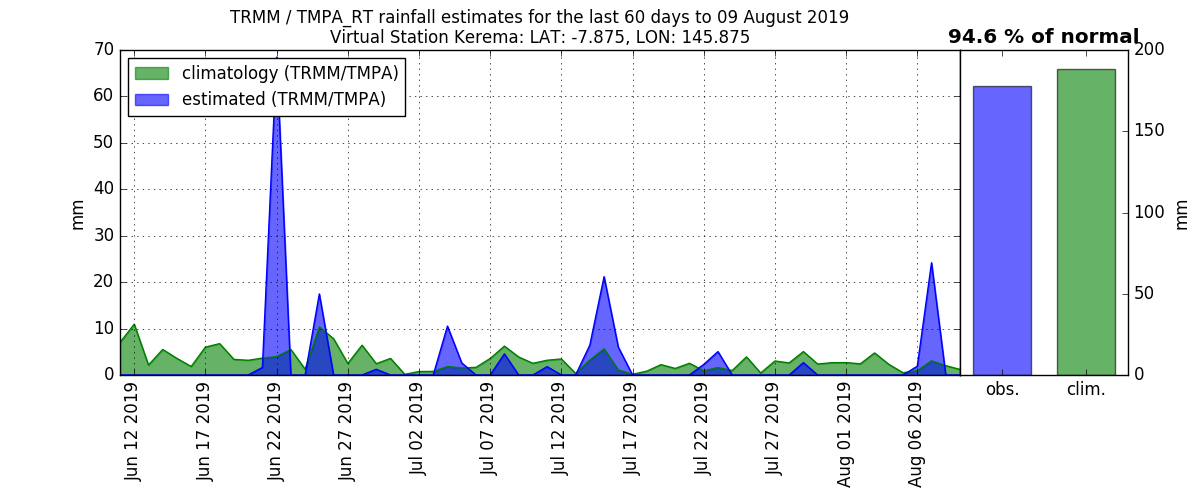 TRMM / TMPA_RT rainfall estimates for the last 60 days to 09 August 2019
Virtual Station Kerema: LAT: -7.875, LON: 145.875
94.6 % of normal
climatology (TRMM/TMPA)
estimated (TRMM/TMPA)
70
60
50
40
30
20
10
0
mm
Jun 12 2019
Jun 17 2019
Jun 22 2019
Jun 27 2019
Jul 02 2019
Jul 07 2019
Jul 12 2019
Jul 17 2019
Jul 22 2019
Jul 27 2019
Aug 01 2019
Aug 06 2019
obs.
clim.
200
150
100
50
0
mm